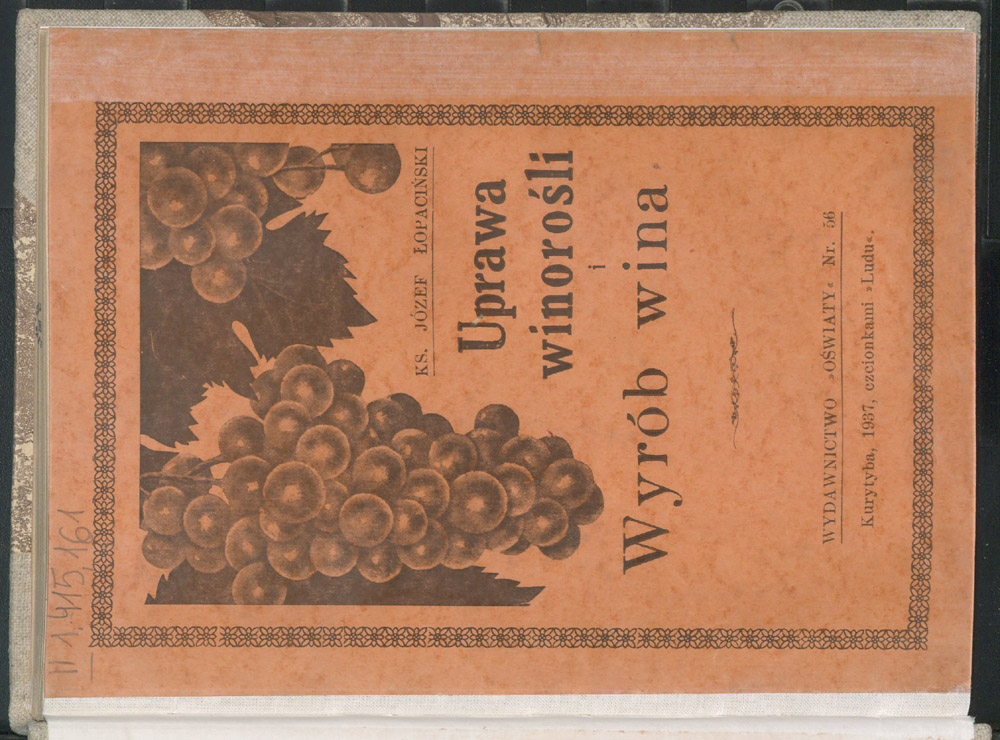 II 1.415.161
KS. JÓZEF ŁOPACIŃSKI
Uprawa
winorośli
i
Wyrób wina
WYDAWNICTWO »OŚWIATY« Nr. 56
Kurytyba, 1937, czcionkami »Ludu«.